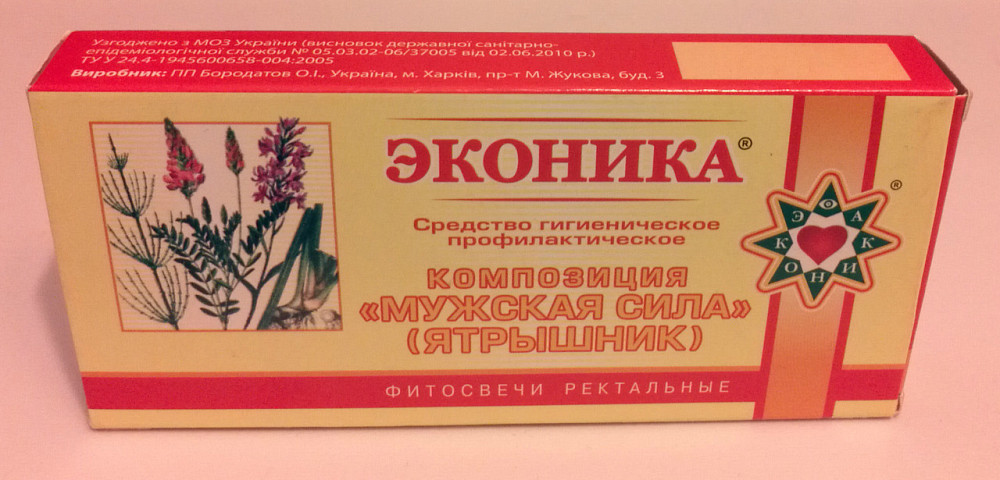 Узгоджено з МОЗ України (висновок державної санітарно-
епідеміологічної служби № 05.03.02-06/37005 від 02.06.2010 р.)
ТУ У 24.4-1945600658-004:2005
Виробник: ПП Бородатов О.І., Україна, м. Харків, пр-т М. Жукова, буд. 3
ЭКОНИКА®
Средство гигиеническое
профилактическое
КОМПОЗИЦИЯ
«МУЖСКАЯ СИЛА»
(ЯТРЫШНИК)
ФИТОСВЕЧИ РЕКТАЛЬНЫЕ
ЭКОНИКА ®